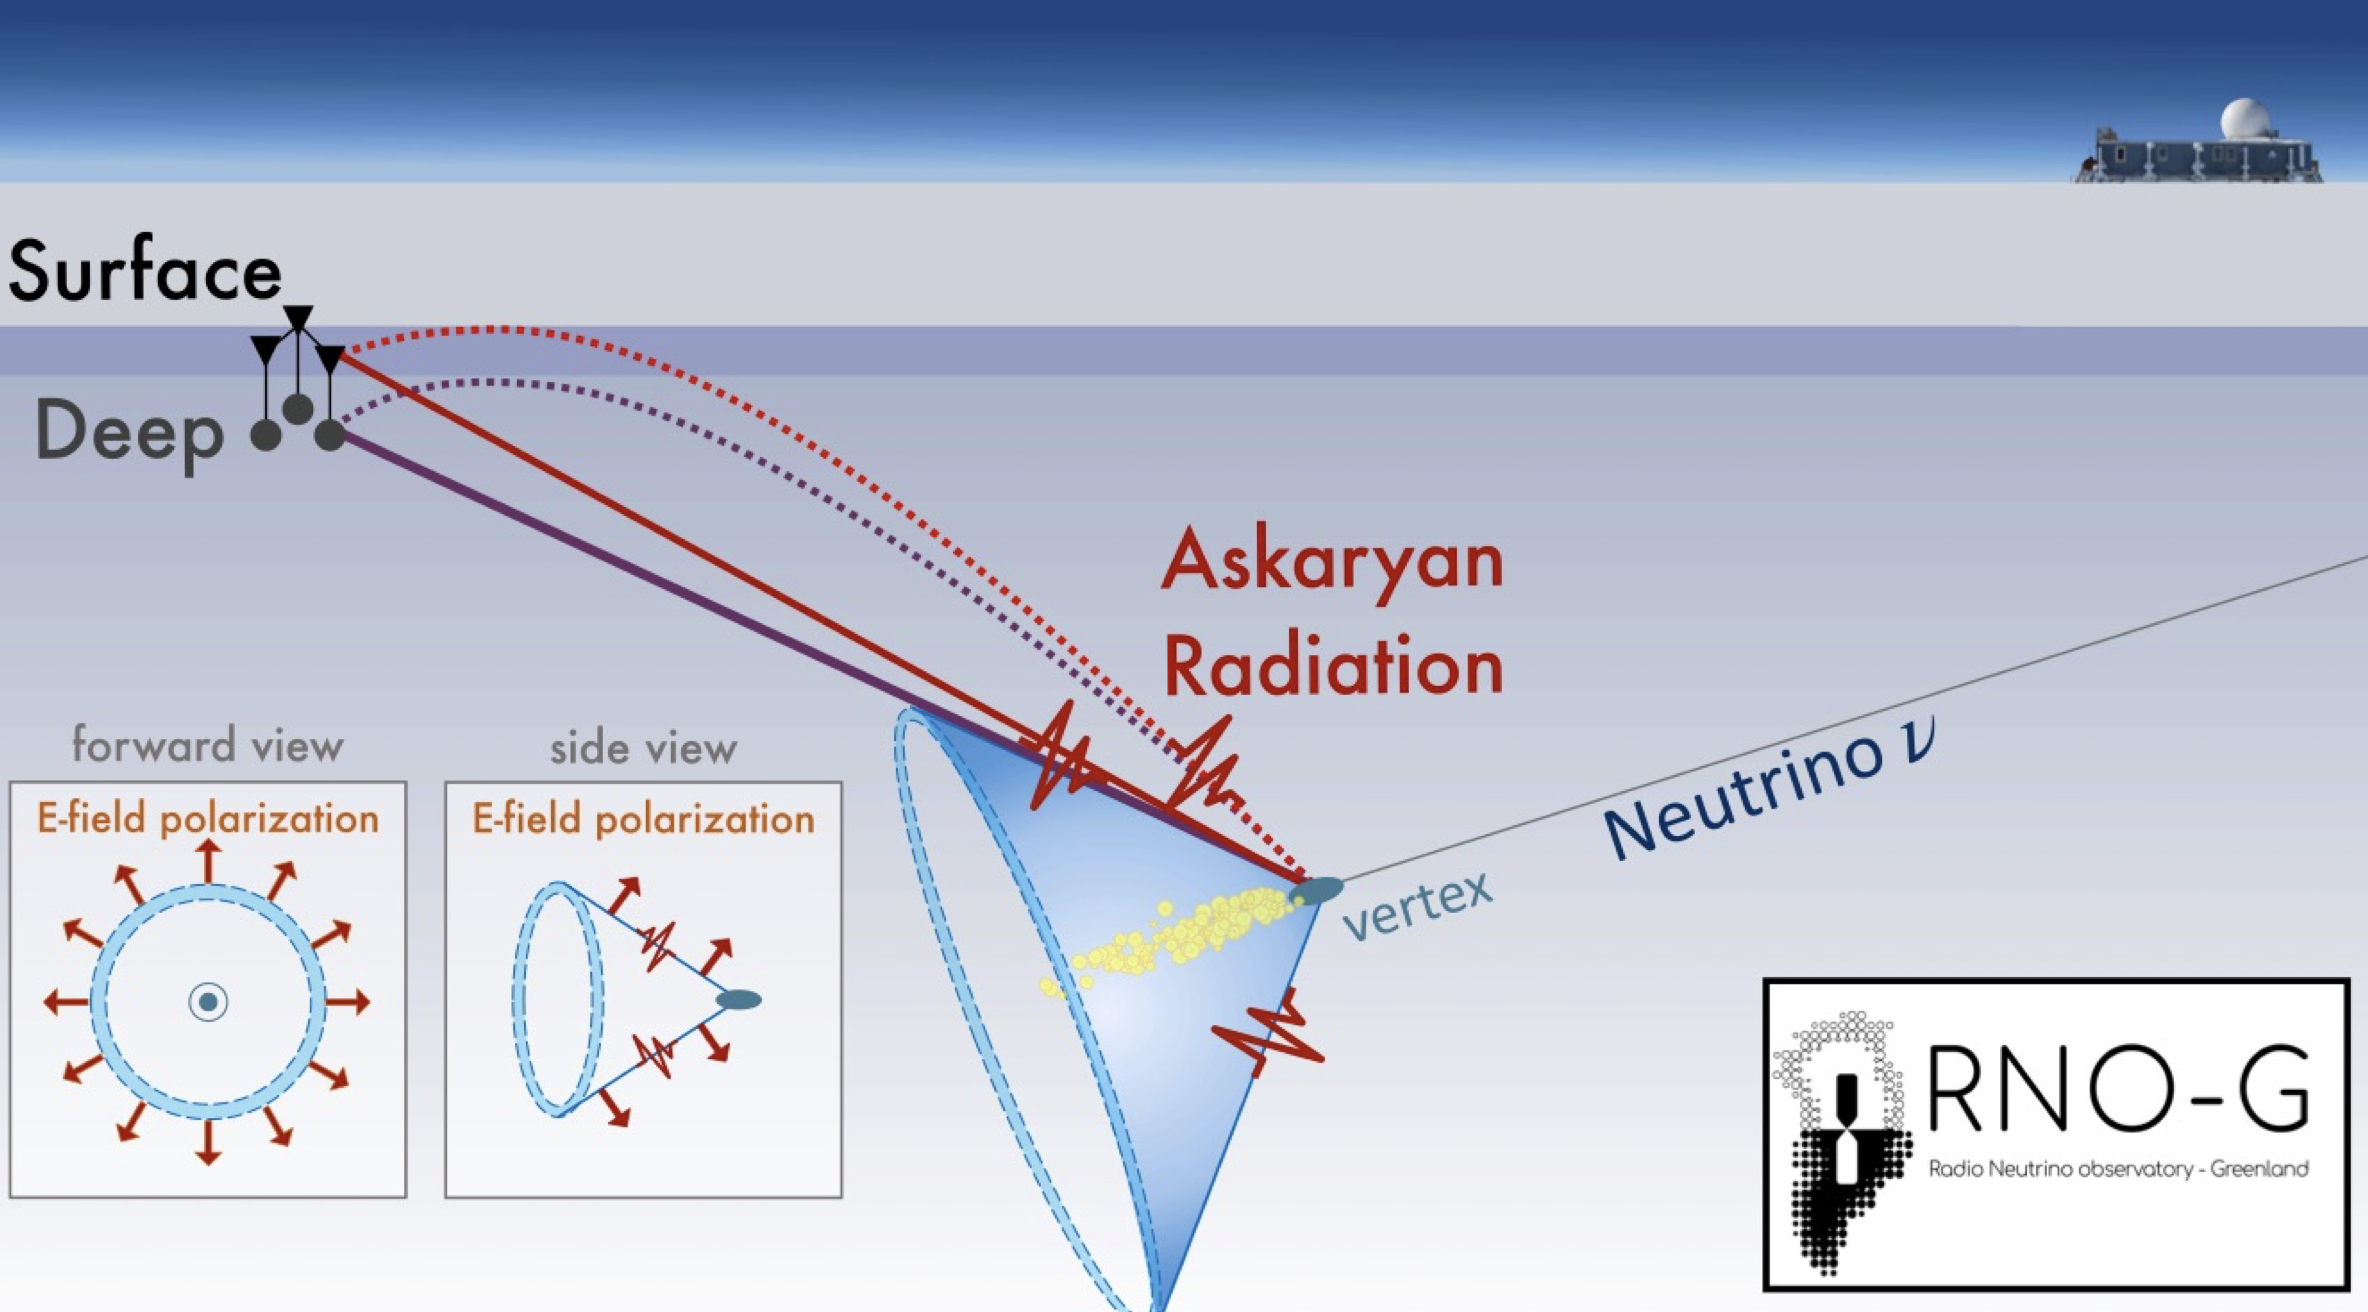 Surface
Deep
Askaryan
Radiation
Neutrino ν
vertex
forward view
E-field polarization
side view
E-field polarization
RNO-G
Radio Neutrino observatory - Greenland